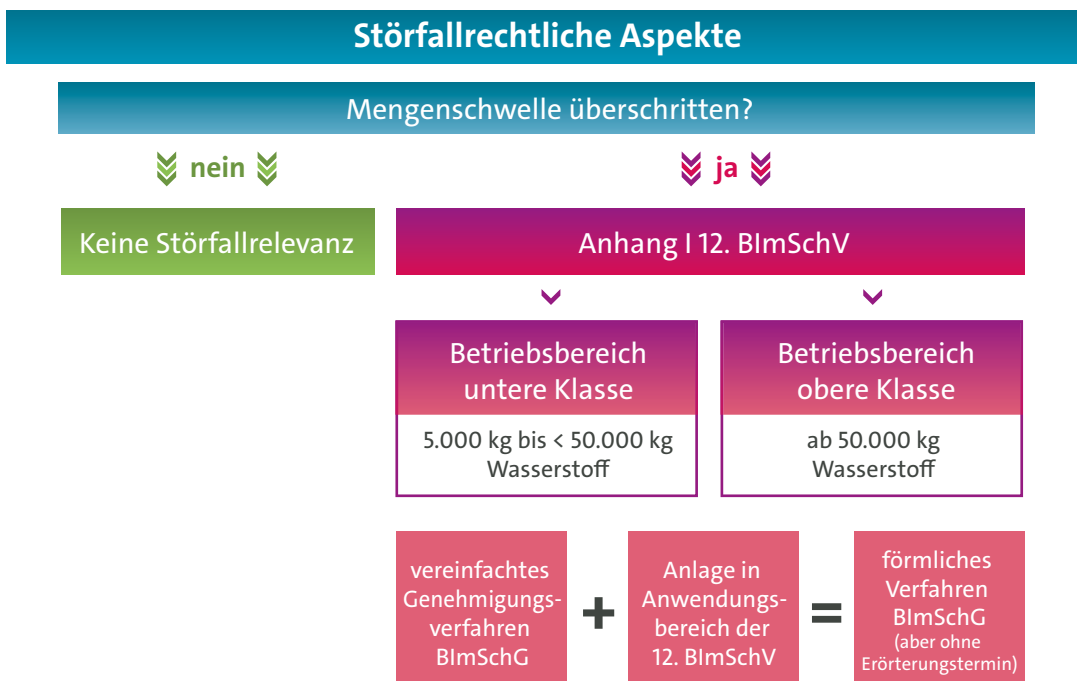 Störfallrechtliche Aspekte
Mengenschwelle überschritten?
nein
ja
Keine Störfallrelevanz
Anhang I 12. BImSchV
Betriebsbereich
untere Klasse
5.000 kg bis < 50.000 kg
Wasserstoff
Betriebsbereich
obere Klasse
ab 50.000 kg
Wasserstoff
vereinfachtes
Genehmigungs-
verfahren
BImSchG
+
Anlage in
Anwendungs-
bereich der
12. BImSchV
=
förmliches
Verfahren
BImSchG
(aber ohne
Erörterungstermin)